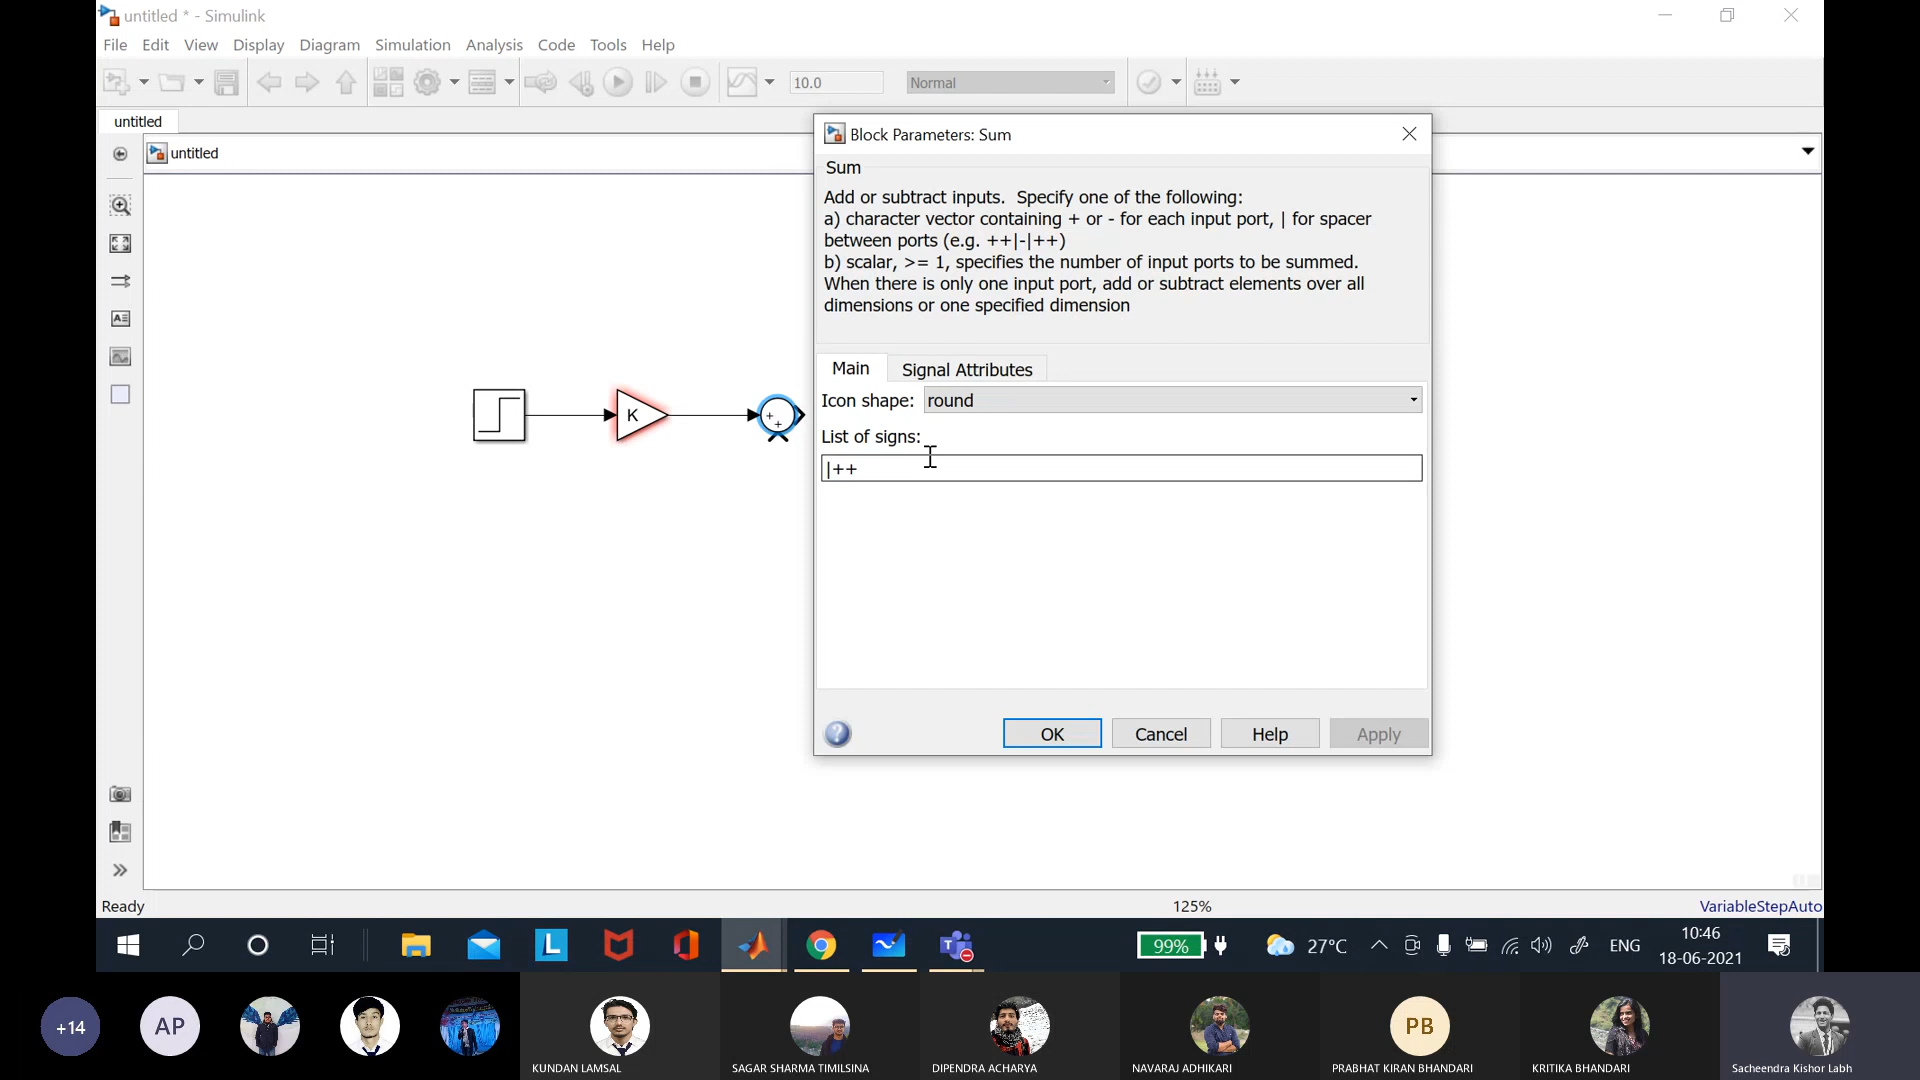 untitled * - Simulink
File Edit View Display Diagram Simulation Analysis Code Tools Help
10.0 Normal
untitled
untitled
Block Parameters: Sum
Sum
Add or subtract inputs. Specify one of the following:
a) character vector containing + or - for each input port, | for spacer
between ports (e.g. ++|-|++)
b) scalar, >= 1, specifies the number of input ports to be summed.
When there is only one input port, add or subtract elements over all
dimensions or one specified dimension
Main Signal Attributes
Icon shape: round
List of signs:
|++
K
+
+
OK Cancel Help Apply
Ready 125% VariableStepAuto
99% 27°C ENG 10:46
18-06-2021
+14 AP PB
KUNDAN LAMSAL SAGAR SHARMA TIMILSINA DIPENDRA ACHARYA NAVARAJ ADHIKARI PRABHAT KIRAN BHANDARI KRITIKA BHANDARI Sacheendra Kishor Labh